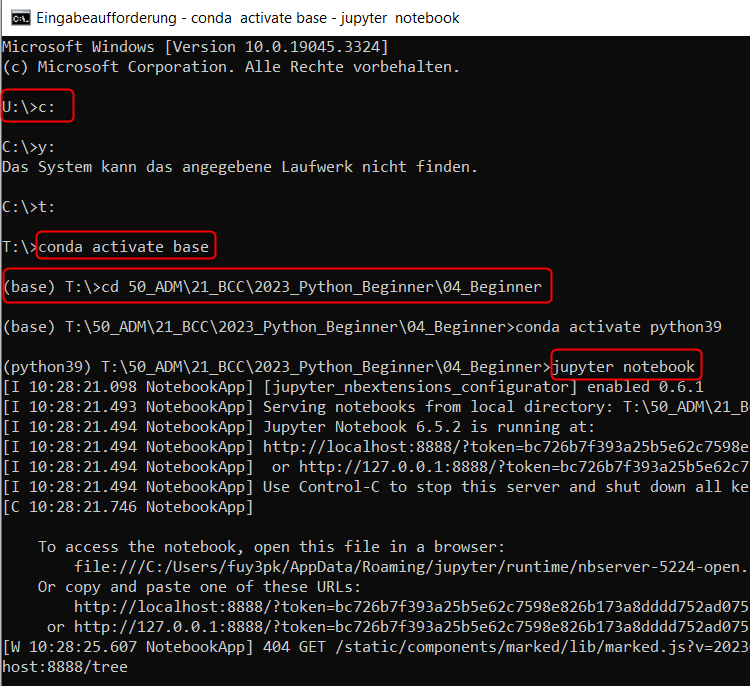 Eingabeaufforderung - conda  activate base - jupyter  notebook
Microsoft Windows [Version 10.0.19045.3324]
(c) Microsoft Corporation. Alle Rechte vorbehalten.
U:\>c:
C:\>y:
Das System kann das angegebene Laufwerk nicht finden.
C:\>t:
T:\>conda activate base
(base) T:\>cd 50_ADM\21_BCC\2023_Python_Beginner\04_Beginner
(base) T:\50_ADM\21_BCC\2023_Python_Beginner\04_Beginner>conda activate python39
(python39) T:\50_ADM\21_BCC\2023_Python_Beginner\04_Beginner>jupyter notebook
[I 10:28:21.098 NotebookApp] [jupyter_nbextensions_configurator] enabled 0.6.1
[I 10:28:21.493 NotebookApp] Serving notebooks from local directory: T:\50_ADM\21_B
[I 10:28:21.494 NotebookApp] Jupyter Notebook 6.5.2 is running at:
[I 10:28:21.494 NotebookApp] http://localhost:8888/?token=bc726b7f393a25b5e62c7598e
[I 10:28:21.494 NotebookApp]  or http://127.0.0.1:8888/?token=bc726b7f393a25b5e62c7
[I 10:28:21.494 NotebookApp] Use Control-C to stop this server and shut down all ke
[C 10:28:21.746 NotebookApp]
To access the notebook, open this file in a browser:
file:///C:/Users/fuy3pk/AppData/Roaming/jupyter/runtime/nbserver-5224-open.
Or copy and paste one of these URLs:
http://localhost:8888/?token=bc726b7f393a25b5e62c7598e826b173a8dddd752ad075
or http://127.0.0.1:8888/?token=bc726b7f393a25b5e62c7598e826b173a8dddd752ad075
[W 10:28:25.607 NotebookApp] 404 GET /static/components/marked/lib/marked.js?v=2023
host:8888/tree